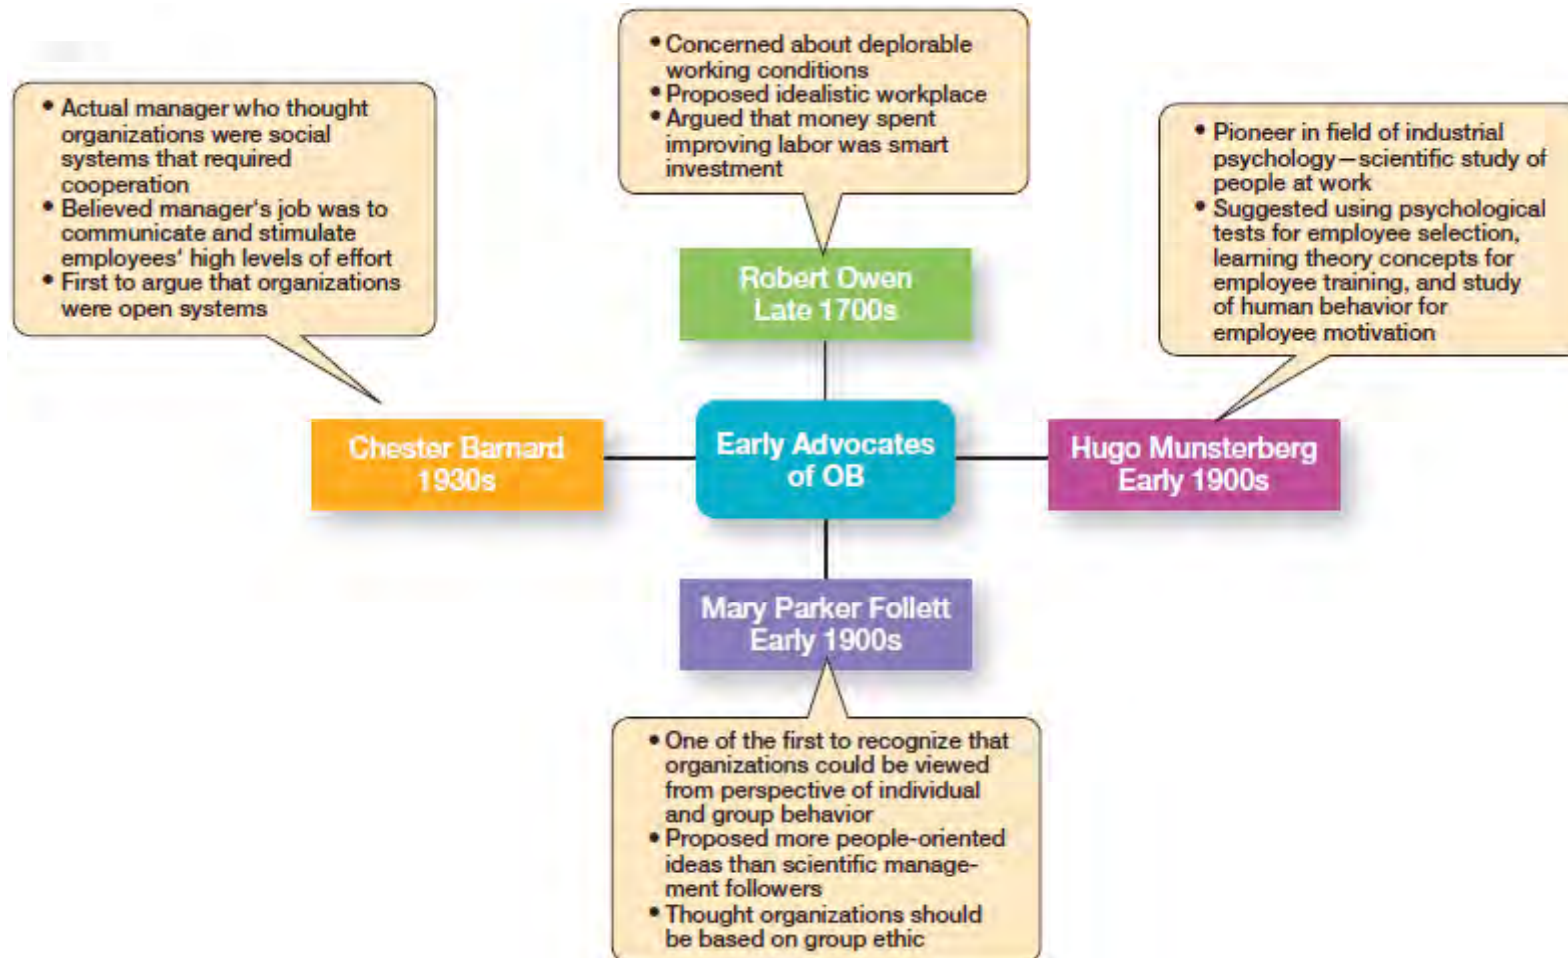 • Concerned about deplorable
working conditions
• Proposed idealistic workplace
• Argued that money spent
improving labor was smart
investment
• Actual manager who thought
organizations were social
systems that required
cooperation
• Believed manager‘s job was to
communicate and stimulate
employees‘ high levels of effort
• First to argue that organizations
were open systems
• Pioneer in field of industrial
psychology—scientific study of
people at work
• Suggested using psychological
tests for employee selection,
learning theory concepts for
employee training, and study
of human behavior for
employee motivation
Robert Owen
Late 1700s
Chester Barnard
1930s
Early Advocates
of OB
Hugo Munsterberg
Early 1900s
Mary Parker Follett
Early 1900s
• One of the first to recognize that
organizations could be viewed
from perspective of individual
and group behavior
• Proposed more people-oriented
ideas than scientific manage-
ment followers
• Thought organizations should
be based on group ethic